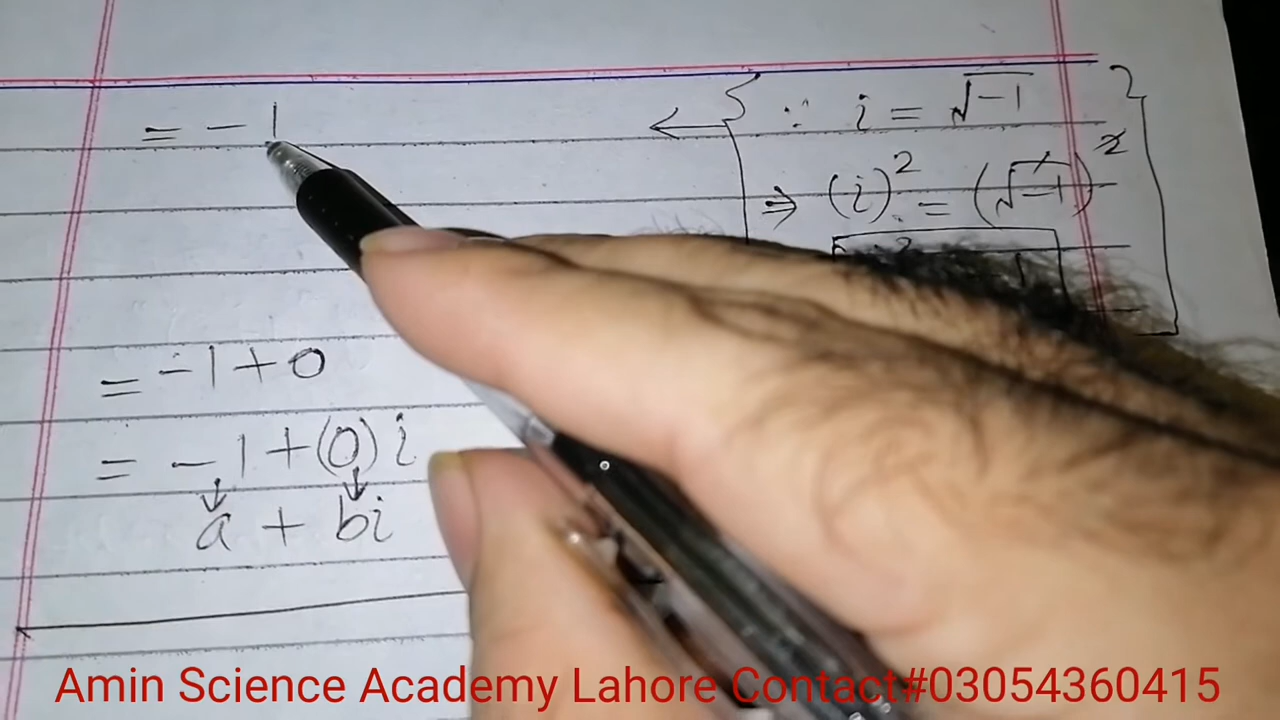 = -1
∵ i = √-1
⇒ (i)² = (√-1)²
= -1+0
= -1+(0)i
a + bi
Amin Science Academy Lahore Contact#03054360415